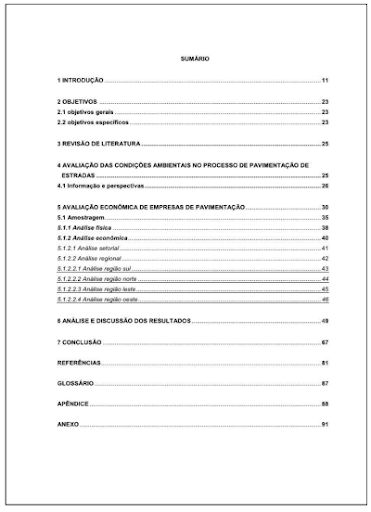 SUMÁRIO
1 INTRODUÇÃO ........ 11
2 OBJETIVOS ........ 23
2.1 objetivos gerais ........ 23
2.2 objetivos específicos ........ 23
3 REVISÃO DE LITERATURA ........ 25
4 AVALIAÇÃO DAS CONDIÇÕES AMBIENTAIS NO PROCESSO DE PAVIMENTAÇÃO DE
ESTRADAS ........ 25
4.1 Informação e perspectivas ........ 26
5 AVALIAÇÃO ECONÔMICA DE EMPRESAS DE PAVIMENTAÇÃO ........ 30
5.1 Amostragem ........ 35
5.1.1 Análise física ........ 38
5.1.2 Análise econômica ........ 40
5.1.2.1 Análise setorial ........ 41
5.1.2.2 Análise regional ........ 42
5.1.2.2.1 Análise região sul ........ 43
5.1.2.2.2 Análise região norte ........ 44
5.1.2.2.3 Análise região leste ........ 45
5.1.2.2.4 Análise região oeste ........ 46
6 ANÁLISE E DISCUSSÃO DOS RESULTADOS ........ 49
7 CONCLUSÃO ........ 67
REFERÊNCIAS ........ 81
GLOSSÁRIO ........ 87
APÊNDICE ........ 88
ANEXO ........ 91